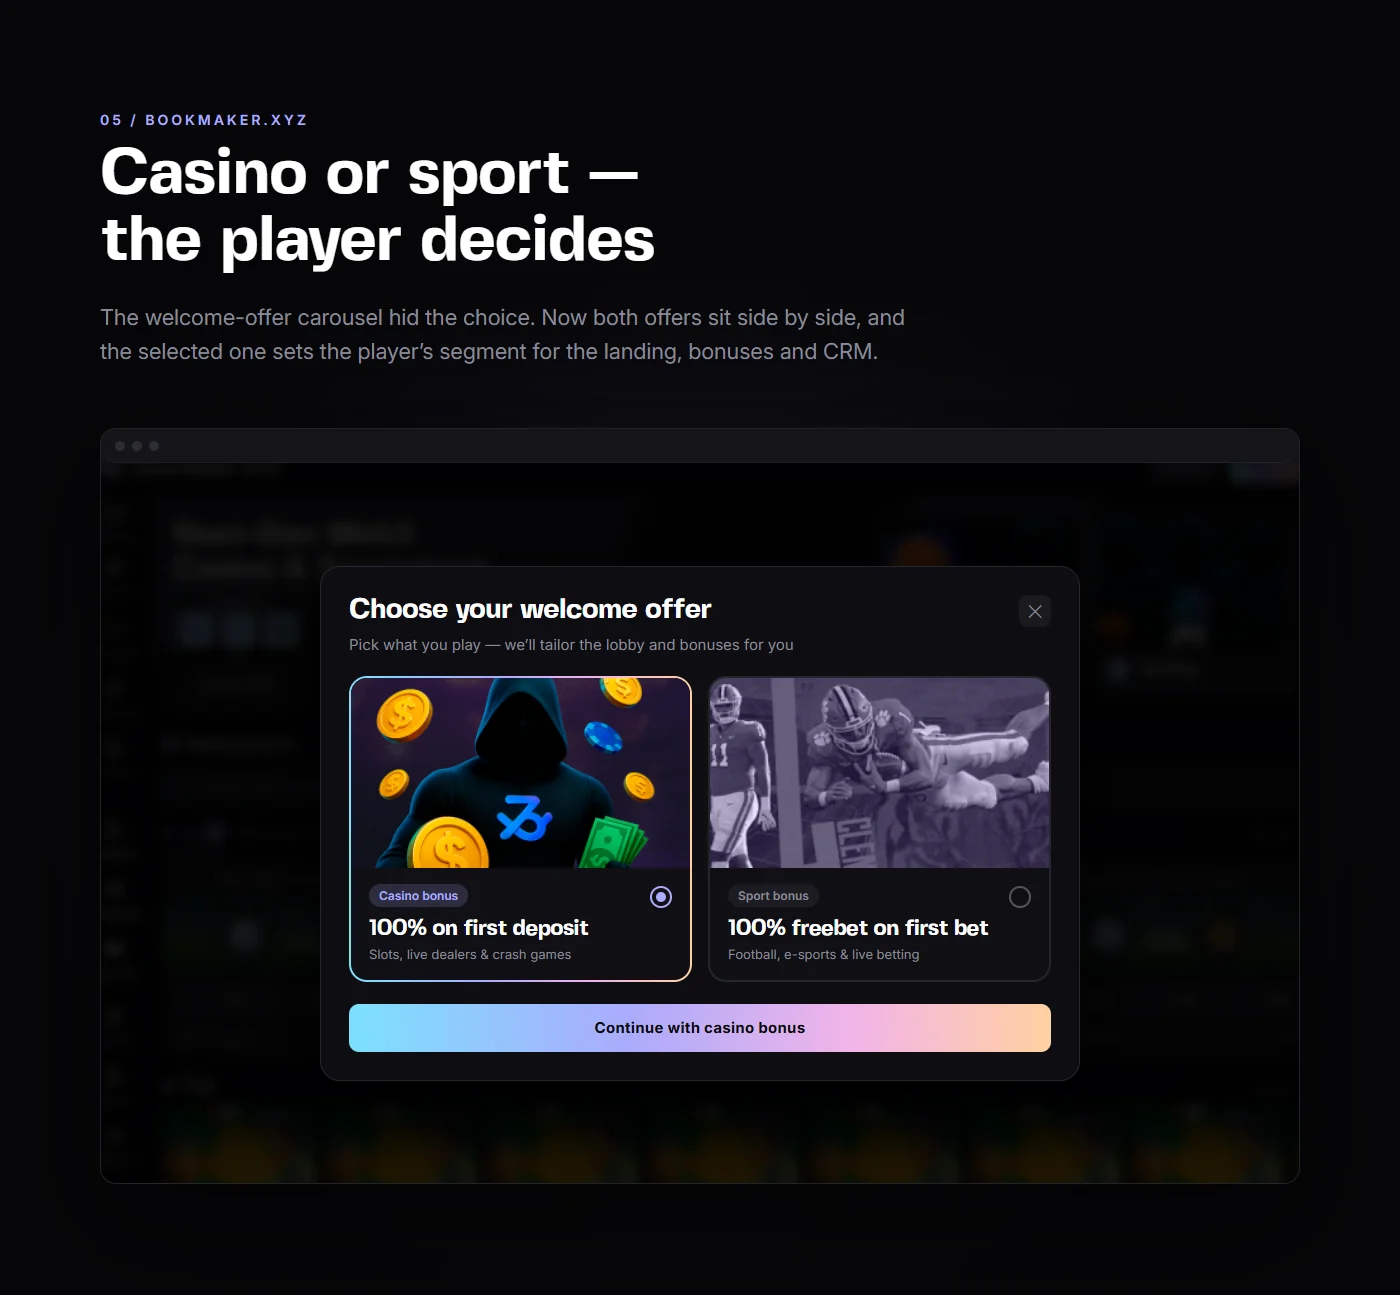 05 / BOOKMAKER.XYZ
Casino or sport —
the player decides
The welcome-offer carousel hid the choice. Now both offers sit side by side, and
the selected one sets the player’s segment for the landing, bonuses and CRM.
Choose your welcome offer
Pick what you play — we’ll tailor the lobby and bonuses for you
11
Casino bonus
100% on first deposit
Slots, live dealers & crash games
Sport bonus
100% freebet on first bet
Football, e-sports & live betting
Continue with casino bonus